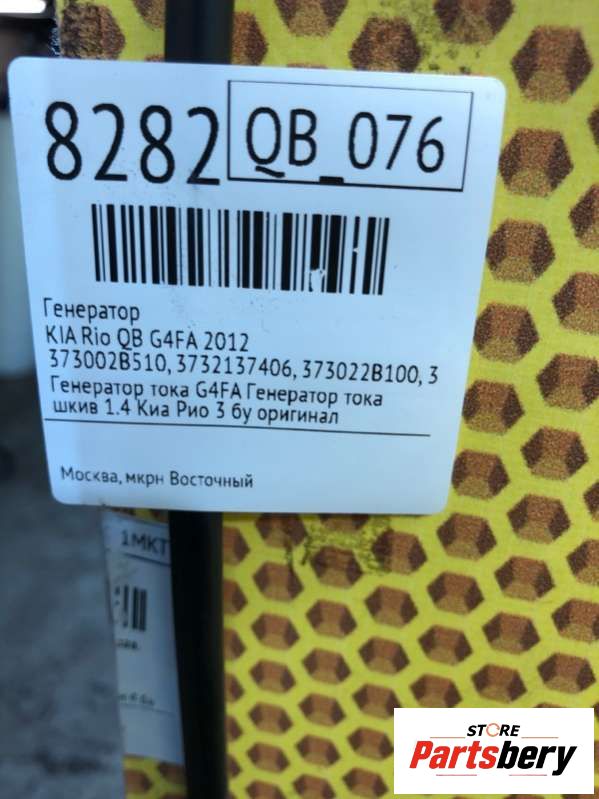 8282 QB_076
Генератор
KIA Rio QB G4FA 2012
373002B510, 3732137406, 373022B100, 3
Генератор тока G4FA Генератор тока
шкив 1.4 Киа Рио 3 бу оригинал
Москва, мкрн Восточный
1MKT
STORE
Partsbery